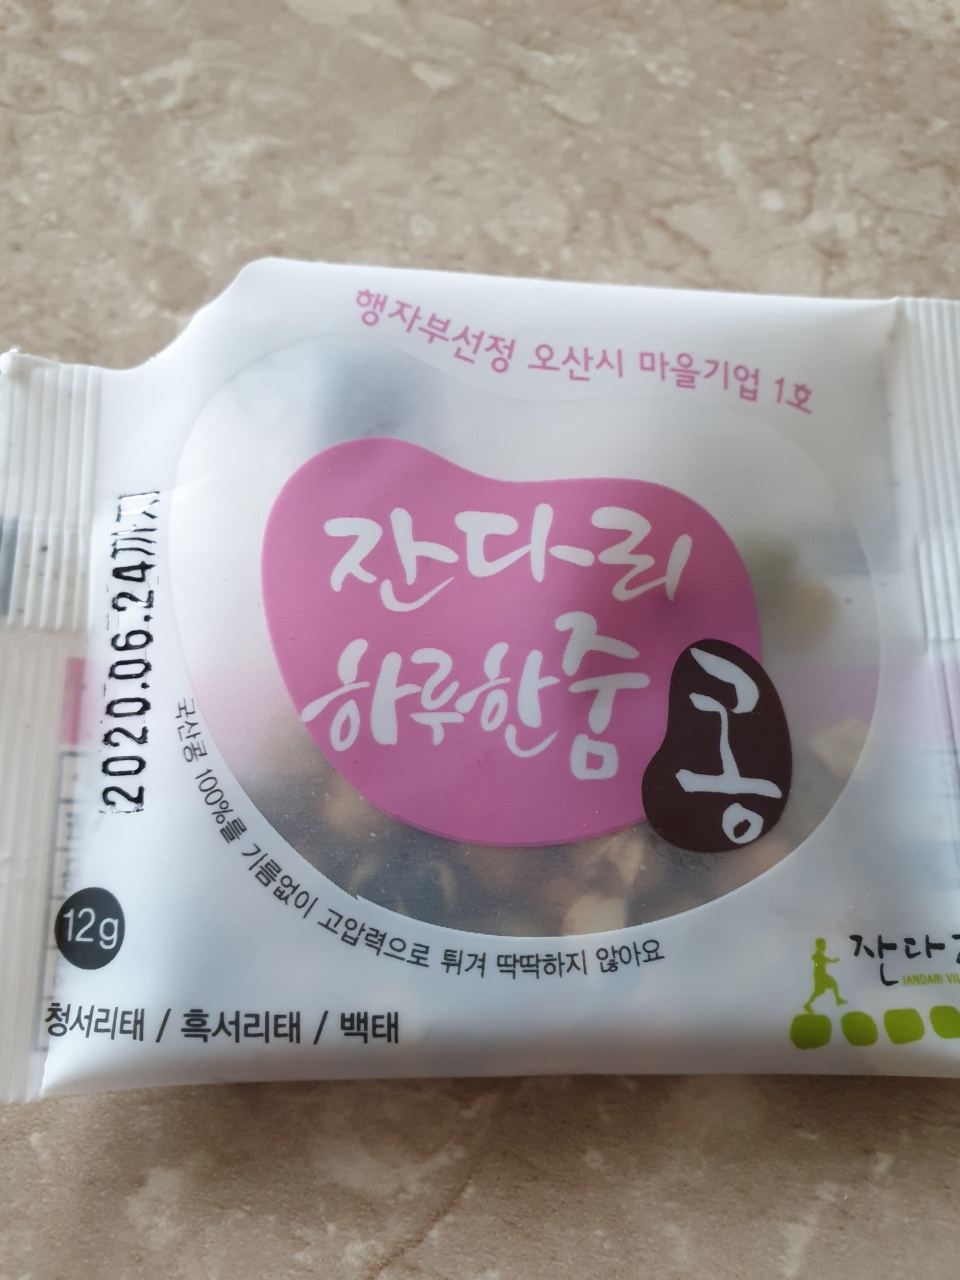 행자부선정 오산시 마을기업 1호
잔다리
하루한줌
콩
2020.06.24까지
국산콩 100%를 기름없이 고압력으로 튀겨 딱딱하지 않아요
12g
청서리태 / 흑서리태 / 백태
잔다
JANDARI